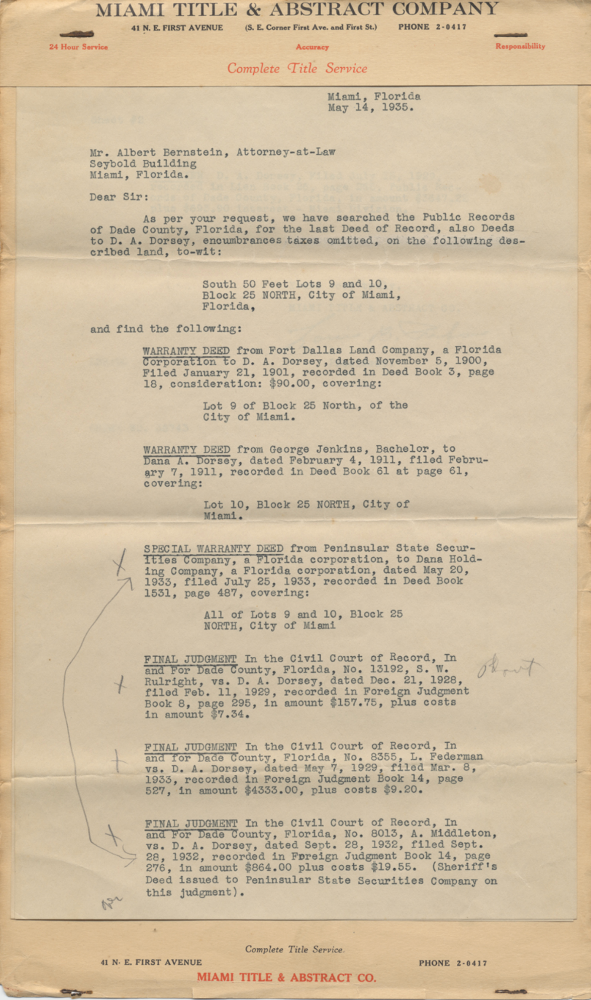 MIAMI TITLE & ABSTRACT COMPANY
41 N. E. FIRST AVENUE (S. E. Corner First Ave. and First St.) PHONE 2-0417
24 Hour Service Accuracy Responsibility
Complete Title Service
Miami, Florida
May 14, 1935.
Mr. Albert Bernstein, Attorney-at-Law
Seybold Building
Miami, Florida.
Dear Sir:
As per your request, we have searched the Public Records
of Dade County, Florida, for the last Deed of Record, also Deeds
to D. A. Dorsey, encumbrances taxes omitted, on the following des-
cribed land, to-wit:
South 50 Feet Lots 9 and 10,
Block 25 NORTH, City of Miami,
Florida,
and find the following:
WARRANTY DEED from Fort Dallas Land Company, a Florida
Corporation to D. A. Dorsey, dated November 5, 1900,
Filed January 21, 1901, recorded in Deed Book 3, page
18, consideration: $90.00, covering:
Lot 9 of Block 25 North, of the
City of Miami.
WARRANTY DEED from George Jenkins, Bachelor, to
Dana A. Dorsey, dated February 4, 1911, filed Febru-
ary 7, 1911, recorded in Deed Book 61 at page 61,
covering:
Lot 10, Block 25 NORTH, City of
Miami.
SPECIAL WARRANTY DEED from Peninsular State Secur-
ities Company, a Florida corporation, to Dana Hold-
ing Company, a Florida corporation, dated May 20,
1933, filed July 25, 1933, recorded in Deed Book
1531, page 487, covering:
All of Lots 9 and 10, Block 25
NORTH, City of Miami
FINAL JUDGMENT In the Civil Court of Record, In
and For Dade County, Florida, No. 13192, S. W.
Rulright, vs. D. A. Dorsey, dated Dec. 21, 1928,
filed Feb. 11, 1929, recorded in Foreign Judgment
Book 8, page 295, in amount $157.75, plus costs
in amount $7.34.
FINAL JUDGMENT In the Civil Court of Record, In
and for Dade County, Florida, No. 8355, L. Federman
vs. D. A. Dorsey, dated May 7, 1929, filed Mar. 8,
1933, recorded in Foreign Judgment Book 14, page
527, in amount $4333.00, plus costs $9.20.
FINAL JUDGMENT In the Civil Court of Record, In
and For Dade County, Florida, No. 8013, A. Middleton,
vs. D. A. Dorsey, dated Sept. 28, 1932, filed Sept.
28, 1932, recorded in Foreign Judgment Book 14, page
276, in amount $864.00 plus costs $19.55. (Sheriff's
Deed issued to Peninsular State Securities Company on
this judgment).
Complete Title Service
41 N. E. FIRST AVENUE PHONE 2-0417
MIAMI TITLE & ABSTRACT CO.